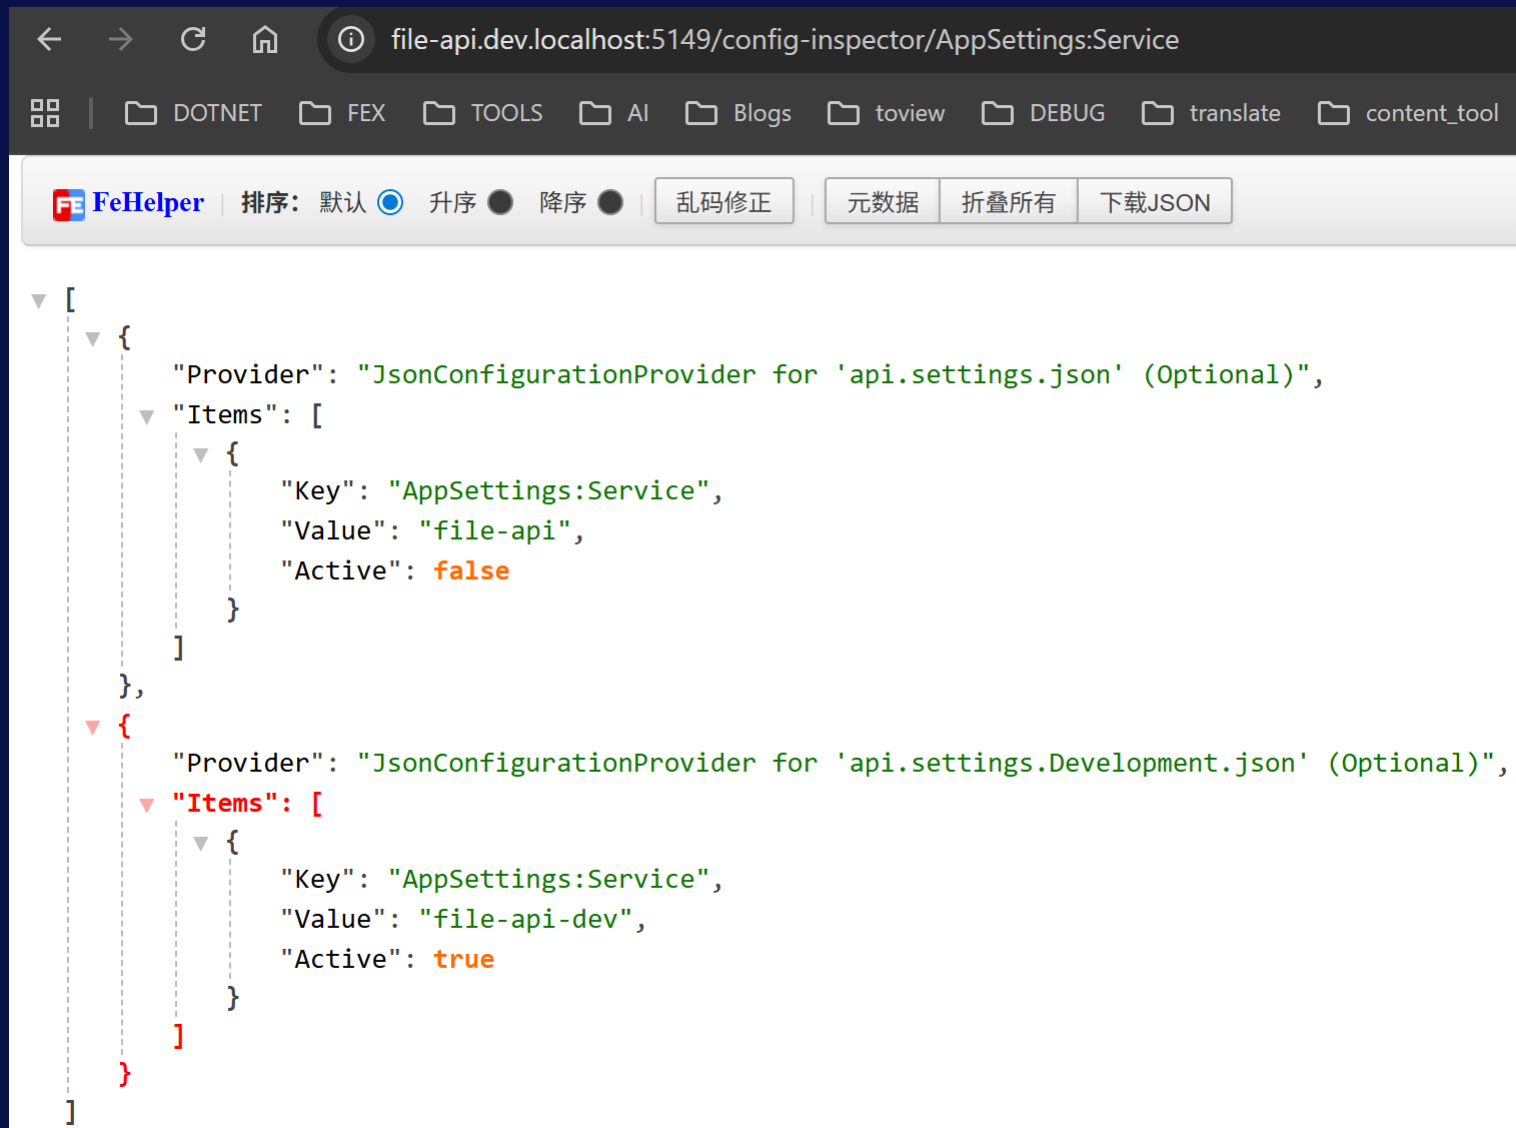 file-api.dev.localhost:5149/config-inspector/AppSettings:Service
DOTNET FEX TOOLS AI Blogs toview DEBUG translate content_tool
FE FeHelper 排序： 默认 升序 降序 乱码修正 元数据 折叠所有 下载JSON
[
{
"Provider": "JsonConfigurationProvider for 'api.settings.json' (Optional)",
"Items": [
{
"Key": "AppSettings:Service",
"Value": "file-api",
"Active": false
}
]
},
{
"Provider": "JsonConfigurationProvider for 'api.settings.Development.json' (Optional)",
"Items": [
{
"Key": "AppSettings:Service",
"Value": "file-api-dev",
"Active": true
}
]
}
]